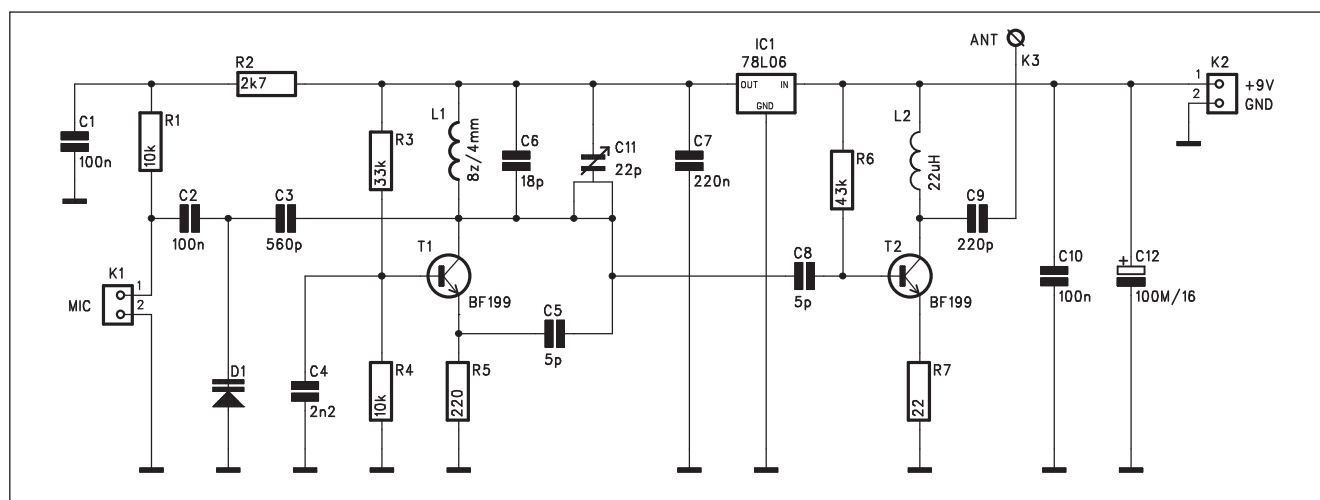 R2
2k7
C1
100n
R1
10k
R3
33k
L1
8z/4mm
C6
18p
C11
22p
C7
220n
IC1
78L06
OUT
IN
GND
ANT
K3
K2
1
2
+9V
GND
R6
43k
L2
22uH
C9
220p
C2
100n
C3
560p
T1
BF199
C8
5p
T2
BF199
C10
100n
+
C12
100M/16
K1
1
2
MIC
C5
5p
D1
C4
2n2
R4
10k
R5
220
R7
22